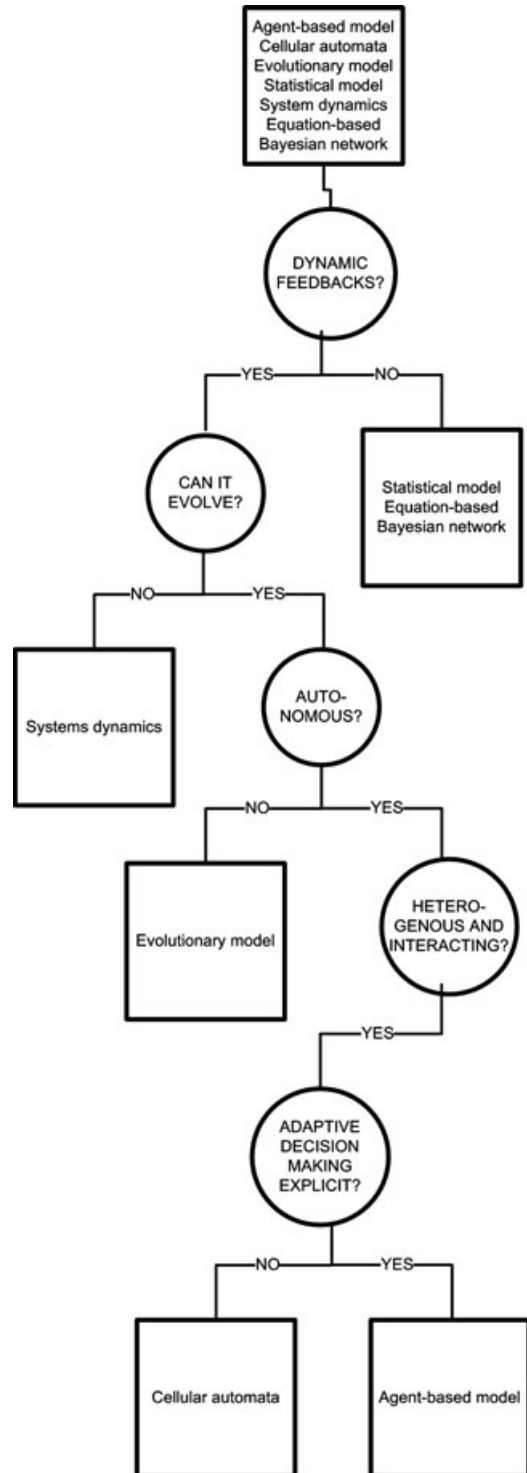 Agent-based model
Cellular automata
Evolutionary model
Statistical model
System dynamics
Equation-based
Bayesian network
DYNAMIC
FEEDBACKS?
YES
NO
CAN IT
EVOLVE?
Statistical model
Equation-based
Bayesian network
NO
YES
Systems dynamics
AUTO-
NOMOUS?
NO
YES
Evolutionary model
HETERO-
GENOUS AND
INTERACTING?
YES
ADAPTIVE
DECISION
MAKING
EXPLICIT?
NO
YES
Cellular automata
Agent-based model